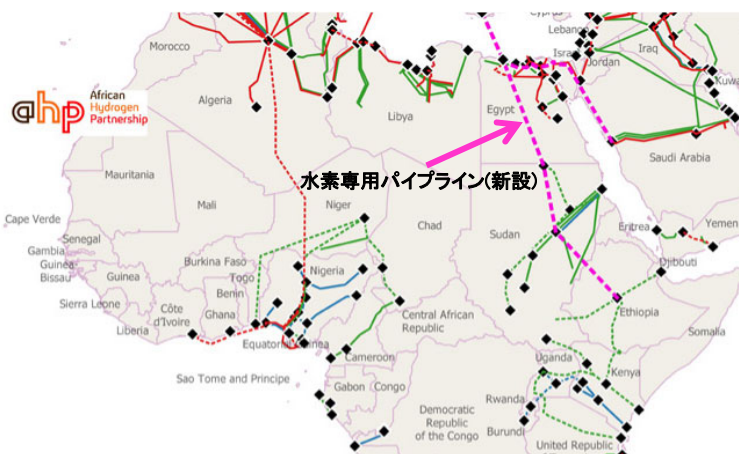 Cyprus
Lebanon
Morocco
Israel
Iraq
Jordan
Kuwa
ahp African
Hydrogen
Partnership
Algeria
Libya
Egypt
Saudi Arabia
水素専用パイプライン(新設)
Mauritania
Mali
Niger
Cape Verde
Chad
Sudan
Eritrea
Yemen
Senegal
Gambia
Guinea
Bissau
Guinea
Burkina Faso
Togo
Benin
Nigeria
Djibouti
Sierra Leone
Côte
d'Ivoire
Ghana
Liberia
Central African
Republic
Ethiopia
Somalia
Equatorial Guinea
Cameroon
Sao Tome and Principe
Gabon
Congo
Uganda
Kenya
Democratic
Republic
of the Congo
Rwanda
Burundi
United Republic